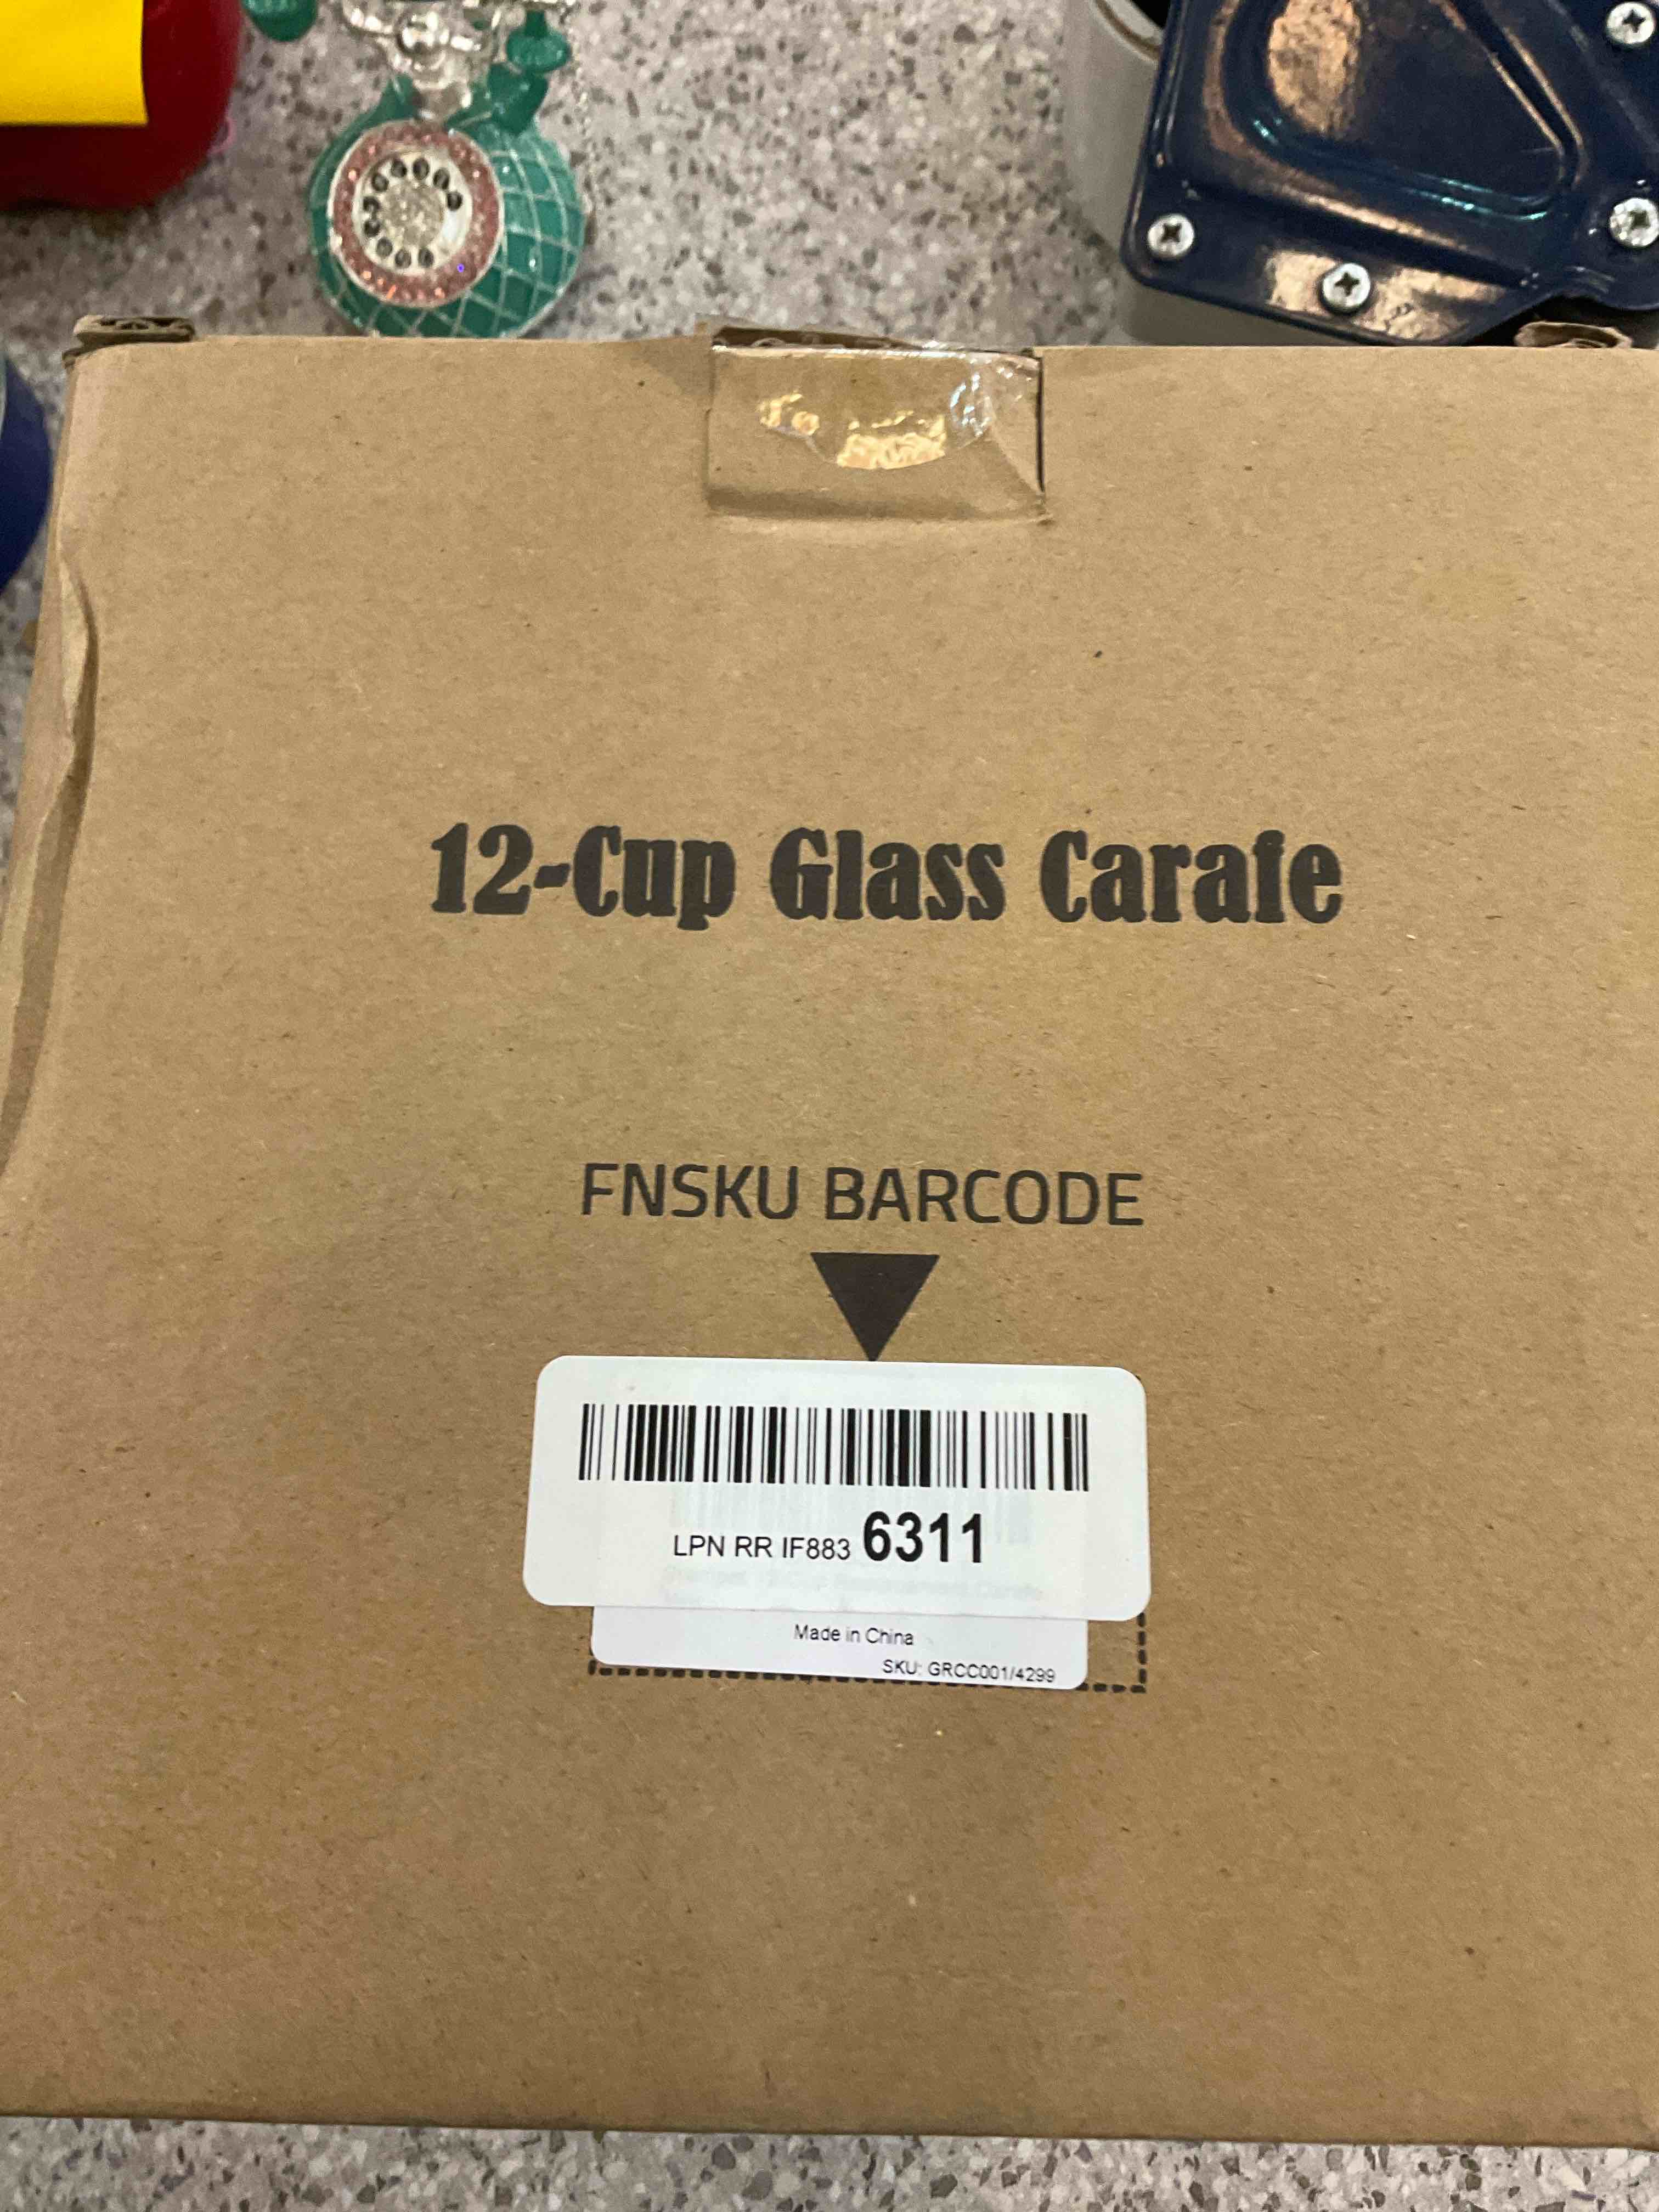 12-Cup Glass Carafe
FNSKU BARCODE
LPN RR IF883 6311
Made in China
SKU: GRCC001/4299